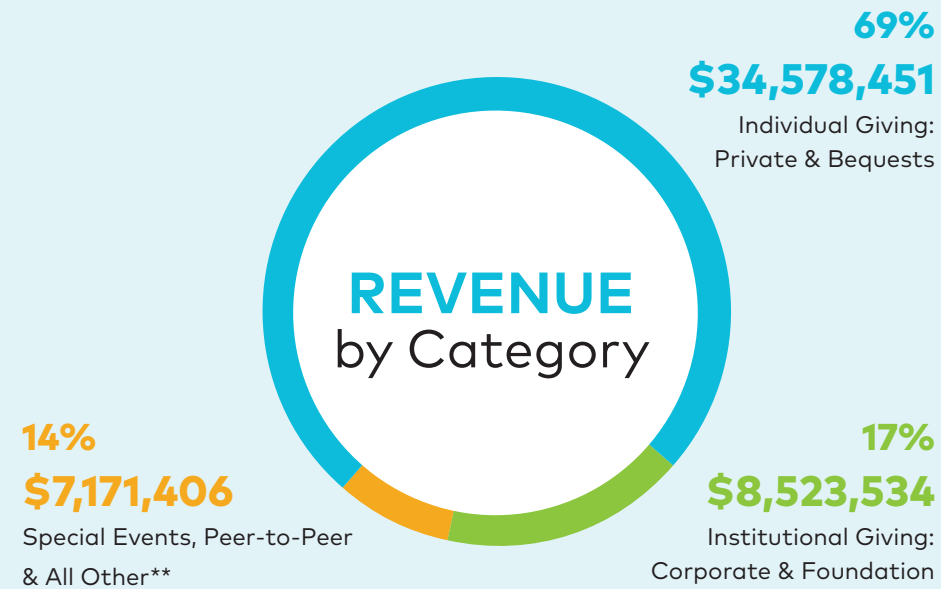 69%
$34,578,451
Individual Giving:
Private & Bequests
REVENUE
by Category
14%
$7,171,406
Special Events, Peer-to-Peer
& All Other**
17%
$8,523,534
Institutional Giving:
Corporate & Foundation